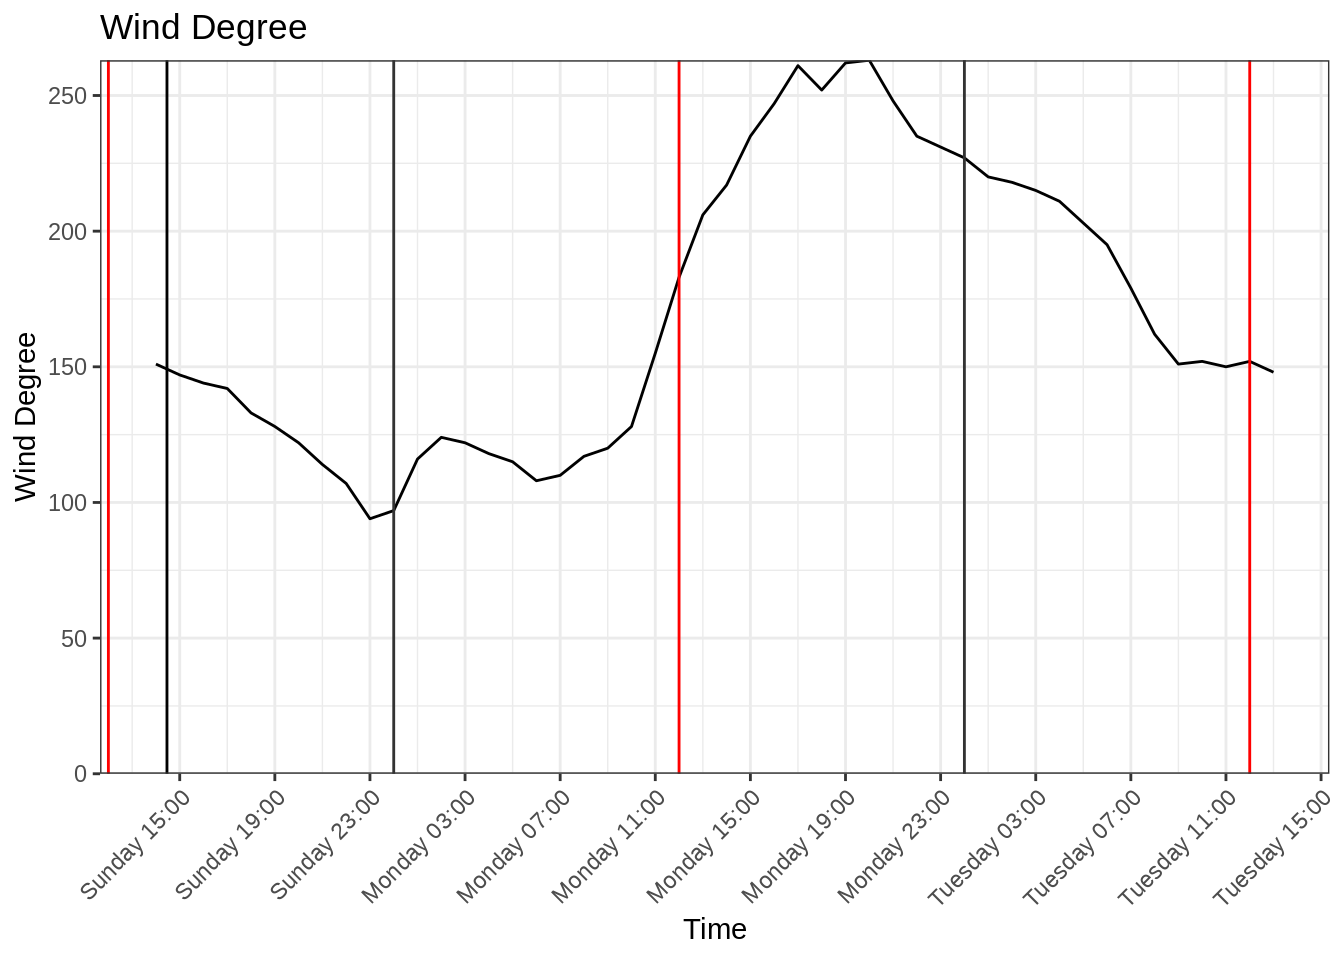 Wind Degree
Wind Degree
250
200
150
100
50
0
Sunday 15:00
Sunday 19:00
Sunday 23:00
Monday 03:00
Monday 07:00
Monday 11:00
Monday 15:00
Monday 19:00
Monday 23:00
Tuesday 03:00
Tuesday 07:00
Tuesday 11:00
Tuesday 15:00
Time